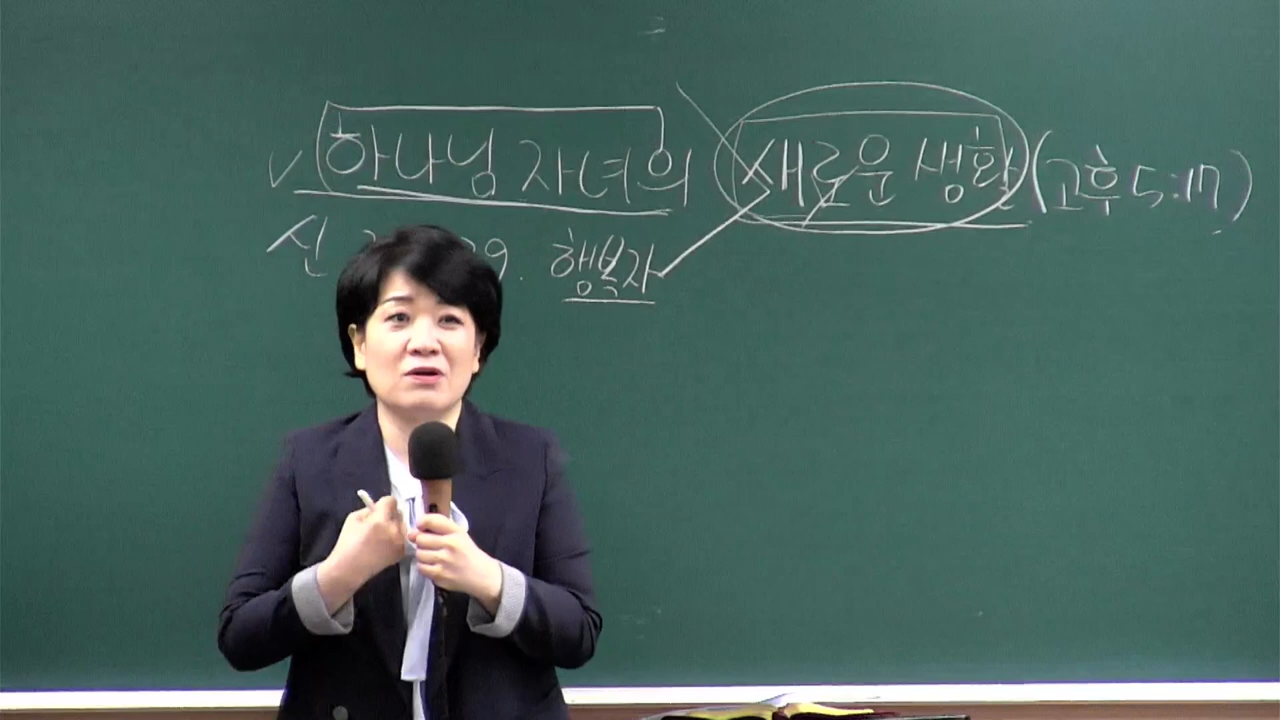 ✓ 하나님 자녀의 새로운 생활 (고후 5:17)
신 29. 행복자